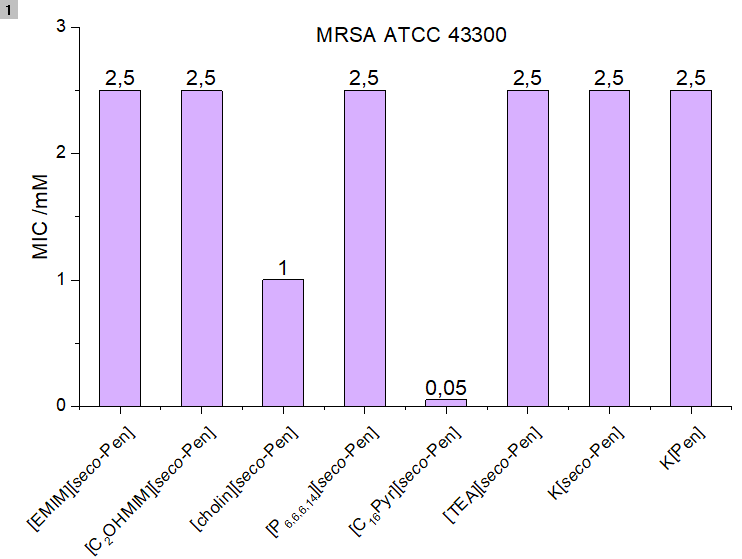 1
MRSA ATCC 43300
MIC /mM
3
2
1
0
2,5
2,5
1
2,5
0,05
2,5
2,5
2,5
[EMIM][seco-Pen]
[C₂OHMIM][seco-Pen]
[cholin][seco-Pen]
[P₆,₆,₆,₁₄][seco-Pen]
[C₁₆Pyr][seco-Pen]
[TEA][seco-Pen]
K[seco-Pen]
K[Pen]